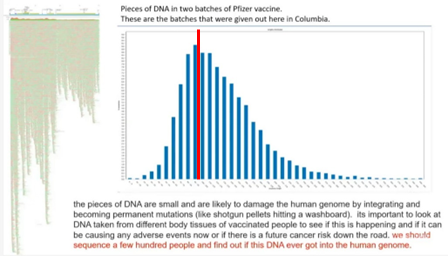 Pieces of DNA in two batches of Pfizer vaccine.
These are the batches that were given out here in Columbia.
the pieces of DNA are small and are likely to damage the human genome by integrating and
becoming permanent mutations (like shotgun pellets hitting a washboard). its important to look at
DNA taken from different body tissues of vaccinated people to see if this is happening and if it can
be causing any adverse events now or if there is a future cancer risk down the road. we should
sequence a few hundred people and find out if this DNA ever got into the human genome.